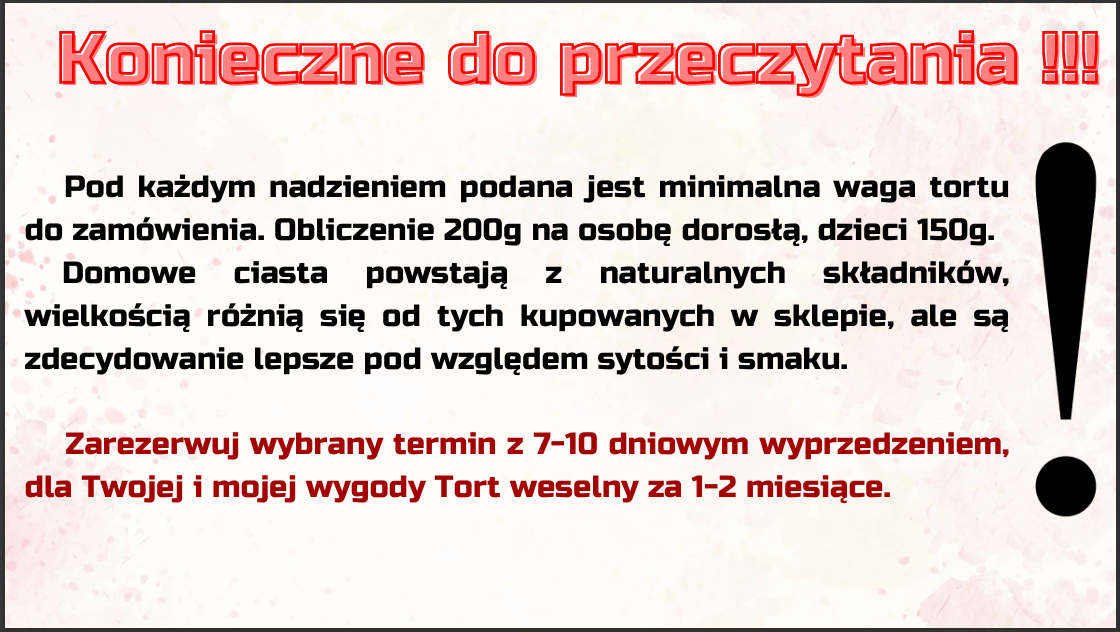 Konieczne do przeczytania !!!
Pod każdym nadzieniem podana jest minimalna waga tortu
do zamówienia. Obliczenie 200g na osobę dorosłą, dzieci 150g.
Domowe ciasta powstają z naturalnych składników,
wielkością różnią się od tych kupowanych w sklepie, ale są
zdecydowanie lepsze pod względem sytości i smaku.
Zarezerwuj wybrany termin z 7-10 dniowym wyprzedzeniem,
dla Twojej i mojej wygody Tort weselny za 1-2 miesiące.
!